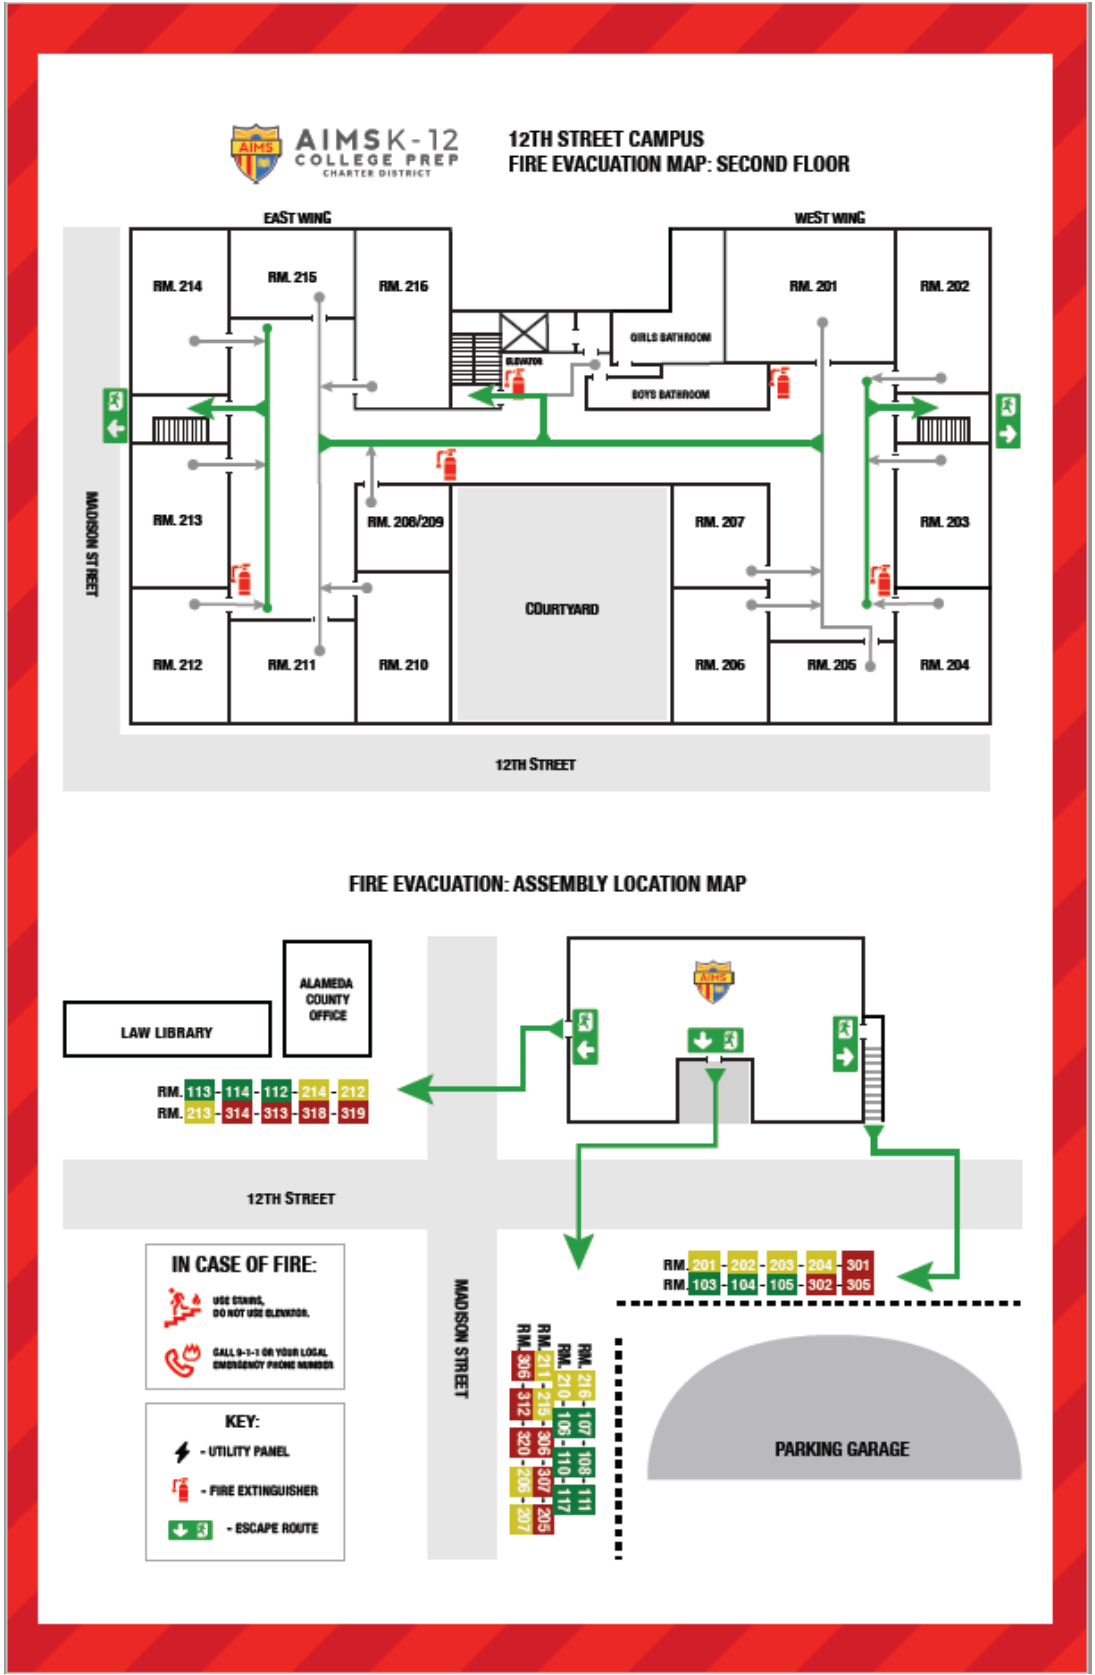 AIMS
AIMSK-12
COLLEGE PREP
CHARTER DISTRICT
12TH STREET CAMPUS
FIRE EVACUATION MAP: SECOND FLOOR
EAST WING
WEST WING
RM. 214
RM. 215
RM. 216
RM. 201
RM. 202
GIRLS BATHROOM
ELEVATOR
BOYS BATHROOM
MADISON STREET
RM. 213
RM. 208/209
RM. 207
RM. 203
COURTYARD
RM. 212
RM. 211
RM. 210
RM. 206
RM. 205
RM. 204
12TH STREET
FIRE EVACUATION: ASSEMBLY LOCATION MAP
ALAMEDA
COUNTY
OFFICE
LAW LIBRARY
AIMS
RM. 113 - 114 - 112 - 214 - 212
RM. 213 - 314 - 313 - 318 - 319
12TH STREET
RM. 201 - 202 - 203 - 204 - 301
RM. 103 - 104 - 105 - 302 - 305
IN CASE OF FIRE:
USE STAIRS,
DO NOT USE ELEVATOR.
CALL 9-1-1 OR YOUR LOCAL
EMERGENCY PHONE NUMBER
MADISON STREET
RM. 216 - 107 - 108 - 111
RM. 210 - 106 - 110 - 117
RM. 211 - 215 - 306 - 307 - 205
RM. 306 - 312 - 320 - 206 - 207
PARKING GARAGE
KEY:
- UTILITY PANEL
- FIRE EXTINGUISHER
- ESCAPE ROUTE